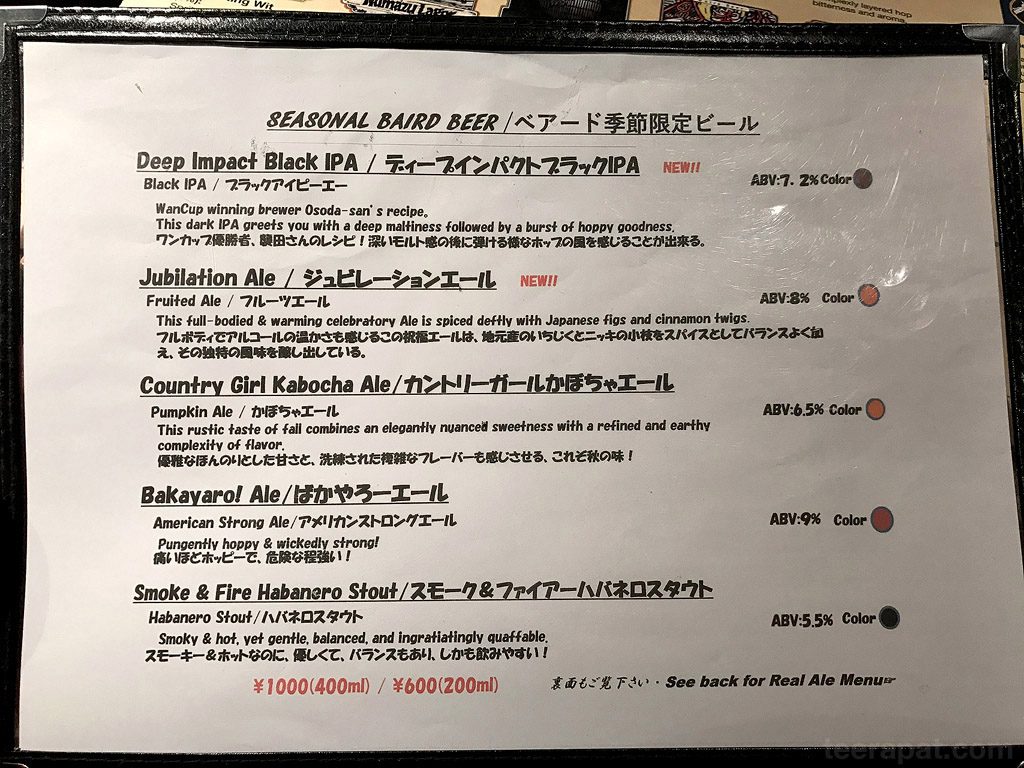 ng Wit
Numazu Lager
exly layered hop
bitterness and aroma.
SEASONAL BAIRD BEER/ベアード季節限定ビール
Deep Impact Black IPA / ディープインパクトブラックIPA NEW!!
Black IPA / ブラックアイピーエー ABV:7.2% Color
WanCup winning brewer Osoda-san's recipe。
This dark IPA greets you with a deep maltiness followed by a burst of hoppy goodness.
ワンカップ優勝者、襲田さんのレシピ！深いモルト感の後に弾ける様なホップの風を感じることが出来る。
Jubilation Ale / ジュビレーションエール NEW!!
Fruited Ale / フルーツエール ABV:8% Color
This full-bodied & warming celebratory Ale is spiced deftly with Japanese figs and cinnamon twigs.
フルボディでアルコールの温かさも感じるこの祝福エールは、地元産のいちじくとニッキの小枝をスパイスとしてバランスよく加
え、その独特の風味を醸し出している。
Country Girl Kabocha Ale/カントリーガールかぼちゃエール
Pumpkin Ale / かぼちゃエール ABV:6.5% Color
This rustic taste of fall combines an elegantly nuanced sweetness with a refined and earthy
complexity of flavor.
優雅なほんのりとした甘さと、洗練された複雑なフレーバーも感じさせる、これぞ秋の味！
Bakayaro! Ale/ばかやろーエール
American Strong Ale/アメリカンストロングエール ABV:9% Color
Pungently hoppy & wickedly strong!
痛いほどホッピーで、危険な程強い！
Smoke & Fire Habanero Stout/スモーク＆ファイアーハバネロスタウト
Habanero Stout/ハバネロスタウト ABV:5.5% Color
Smoky & hot, yet gentle, balanced, and ingratiatingly quaffable.
スモーキー＆ホットなのに、優しくて、バランスもあり、しかも飲みやすい！
¥1000(400ml) / ¥600(200ml) 裏面もご覧下さい・See back for Real Ale Menu☞
teerapat.com